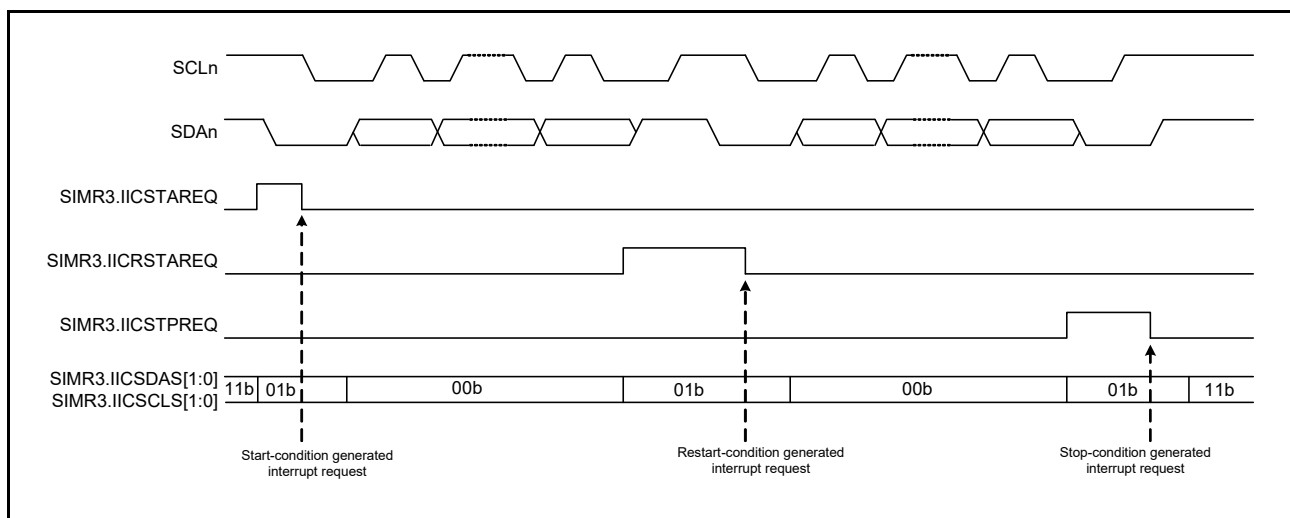 SCLn
SDAn
SIMR3.IICSTAREQ
SIMR3.IICRSTAREQ
SIMR3.IICSTPREQ
SIMR3.IICSDAS[1:0]
SIMR3.IICSCLS[1:0]
11b 01b 00b 01b 00b 01b 11b
Start-condition generated
interrupt request
Restart-condition generated
interrupt request
Stop-condition generated
interrupt request